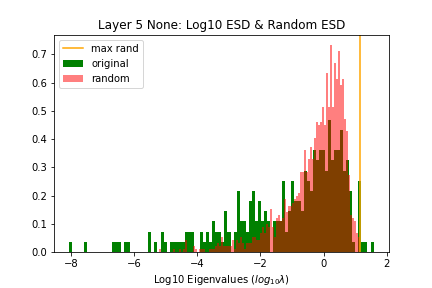 Layer 5 None: Log10 ESD & Random ESD
max rand
original
random
0.7
0.6
0.5
0.4
0.3
0.2
0.1
0.0
−8
−6
−4
−2
0
2
Log10 Eigenvalues (log₁₀λ)